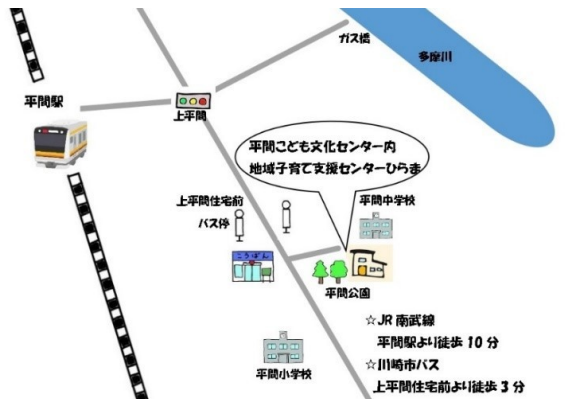 ガス橋
多摩川
平間駅
上平間
平間こども文化センター内
地域子育て支援センターひらま
上平間住宅前
バス停
平間中学校
こうばん
平間公園
☆JR 南武線
平間駅より徒歩 10 分
☆川崎市バス
上平間住宅前より徒歩 3 分
平間小学校